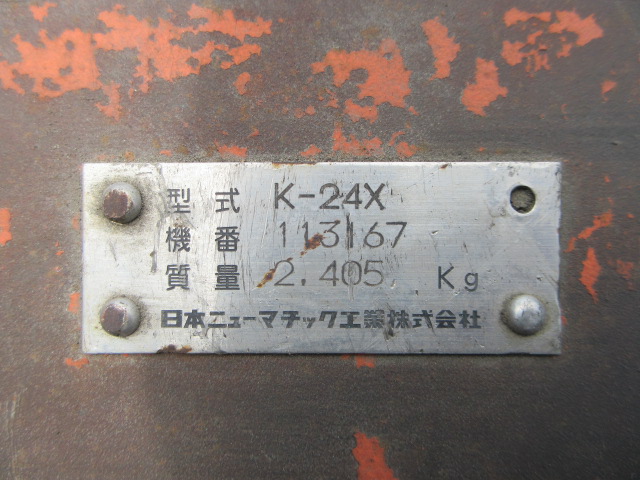 型式 K-24X
機番 113167
質量 2.405 Kg
日本ニューマチック工業株式会社